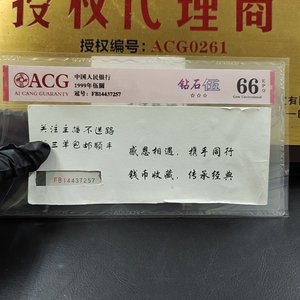 授权代理商
授权编号：ACG0261
ACG
AI CANG GUARANTY
中国人民银行
1999年伍圆
冠号：FB14437257
钻石伍
☆☆☆
66 EPQ
Gem Uncirculated
关注主播不迷路
三单包邮顺丰
感恩相遇，携手同行
钱币收藏，传承经典
FB14437257